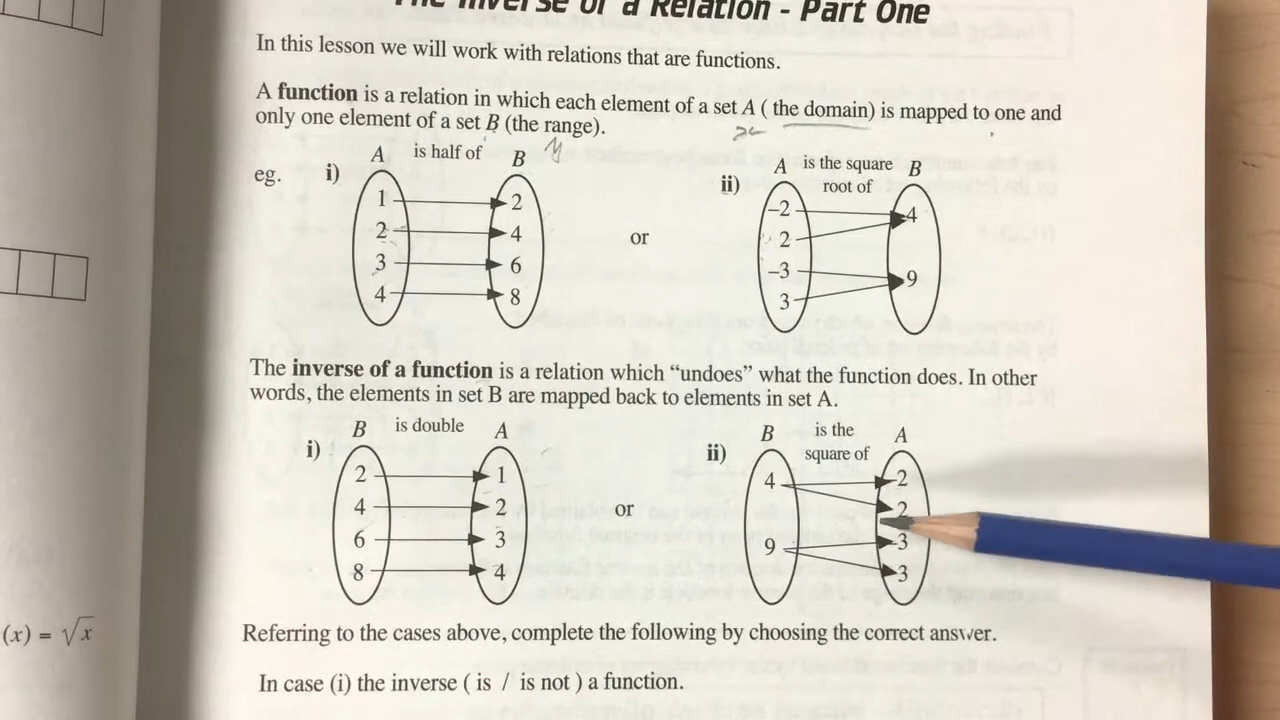 The Inverse of a Relation - Part One
In this lesson we will work with relations that are functions.
A function is a relation in which each element of a set A ( the domain) is mapped to one and
only one element of a set B (the range).
x
y
eg.
i)
A is half of B
1 2
2 4
3 6
4 8
or
ii)
A is the square B
root of
-2 4
2
-3 9
3
The inverse of a function is a relation which “undoes” what the function does. In other
words, the elements in set B are mapped back to elements in set A.
i)
B is double A
2 1
4 2
6 3
8 4
or
ii)
B is the A
square of
4 -2
2
9 -3
3
Referring to the cases above, complete the following by choosing the correct answer.
In case (i) the inverse ( is / is not ) a function.
(x) = √x